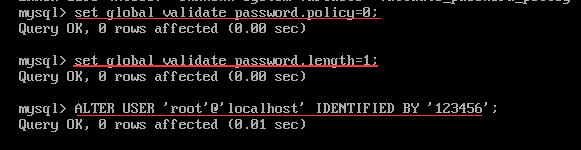 mysql> set global validate_password.policy=0;
Query OK, 0 rows affected (0.00 sec)
mysql> set global validate_password.length=1;
Query OK, 0 rows affected (0.00 sec)
mysql> ALTER USER 'root'@'localhost' IDENTIFIED BY '123456';
Query OK, 0 rows affected (0.01 sec)